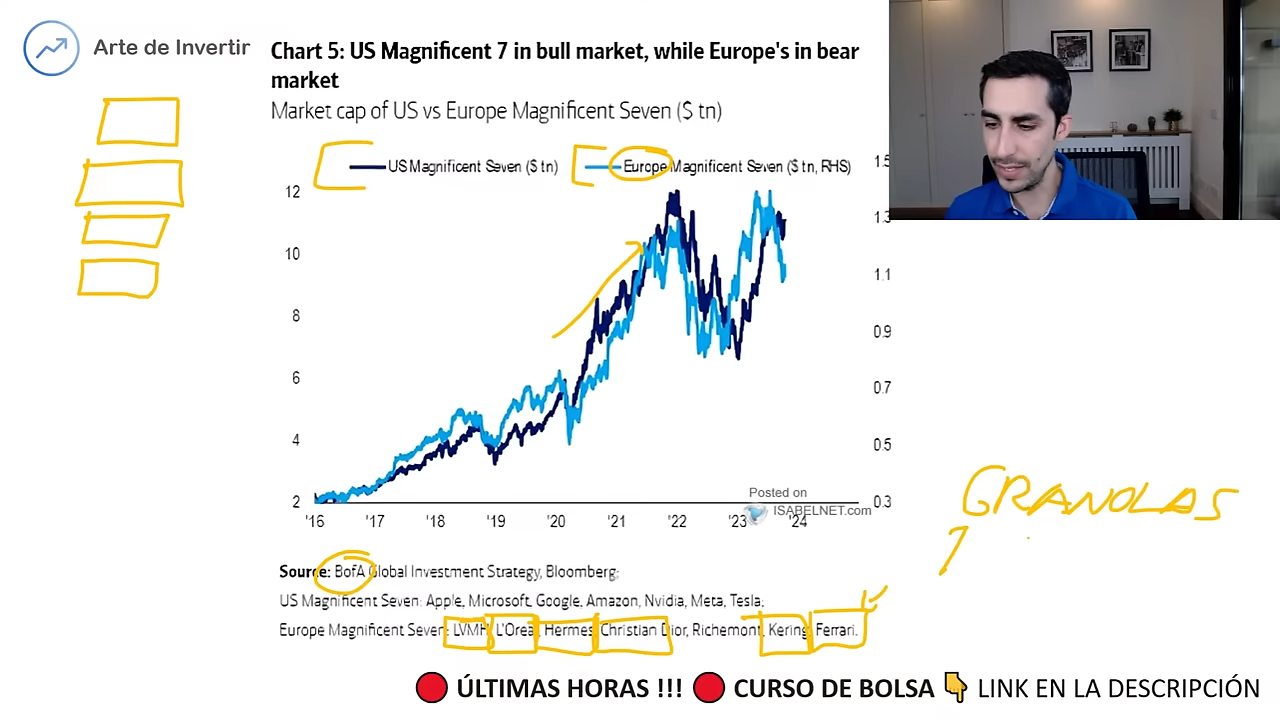 Arte de Invertir
Chart 5: US Magnificent 7 in bull market, while Europe's in bear
market
Market cap of US vs Europe Magnificent Seven ($ tn)
US Magnificent Seven ($ tn)
Europe Magnificent Seven ($ tn, RHS)
12
10
8
6
4
2
1.5
1.3
1.1
0.9
0.7
0.5
0.3
'16 '17 '18 '19 '20 '21 '22 '23 '24
Posted on
ISABELNET.com
GRANOLAS
Source: BofA Global Investment Strategy, Bloomberg;
US Magnificent Seven: Apple, Microsoft, Google, Amazon, Nvidia, Meta, Tesla;
Europe Magnificent Seven: LVMH, L'Oreal, Hermes, Christian Dior, Richemont, Kering, Ferrari.
ÚLTIMAS HORAS !!! CURSO DE BOLSA LINK EN LA DESCRIPCIÓN